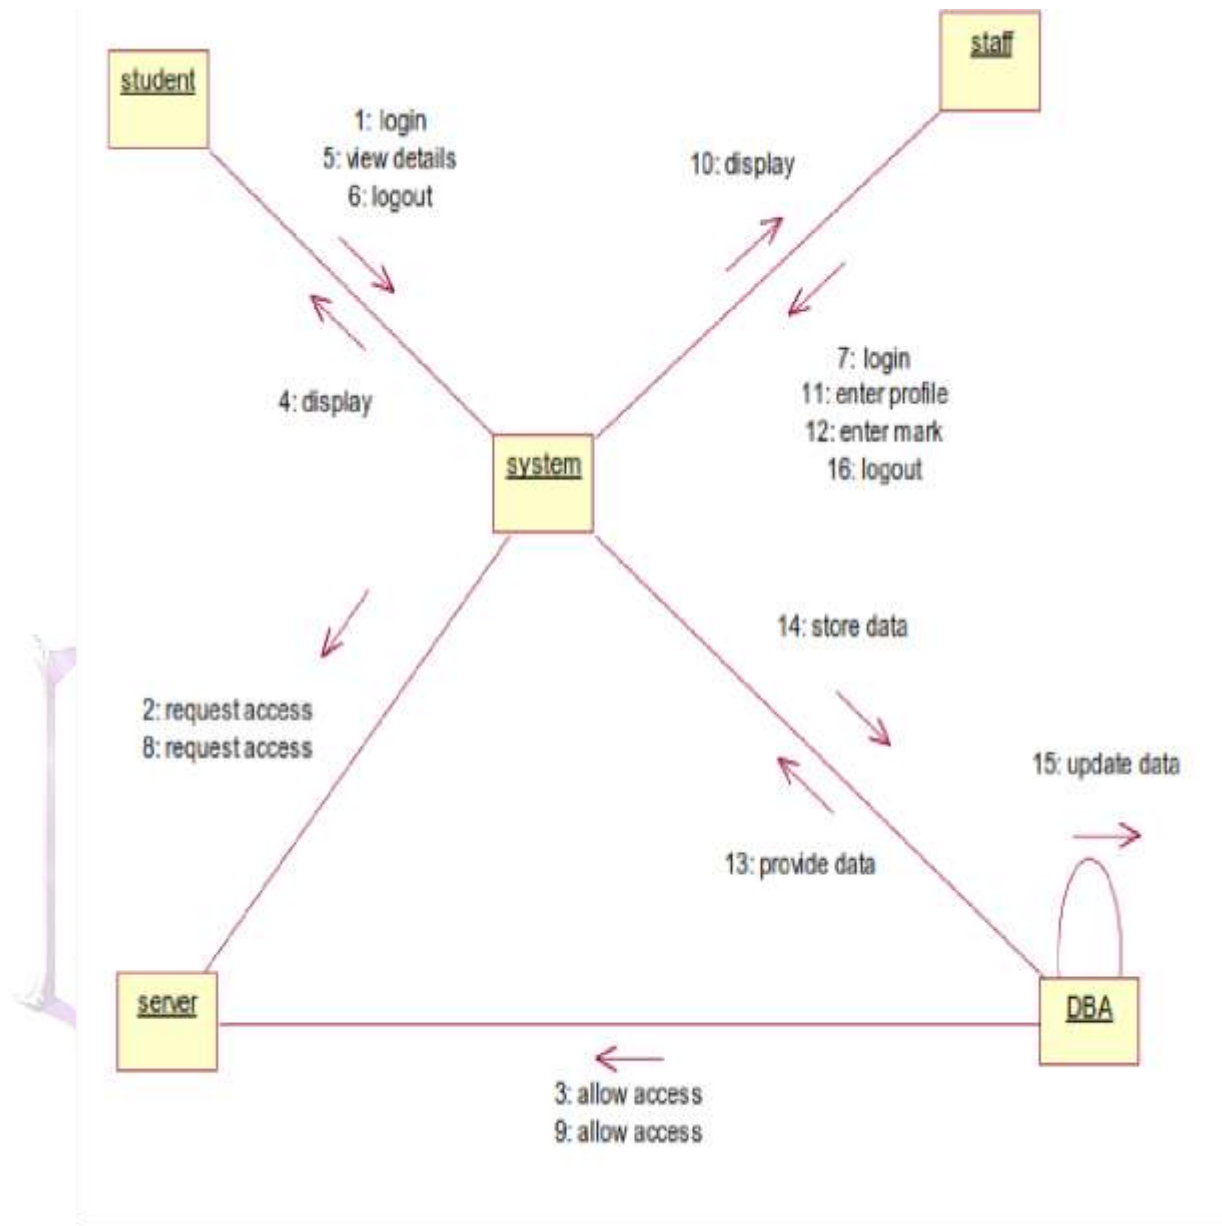 staff
student
1: login
5: view details
6: logout
10: display
7: login
11: enter profile
12: enter mark
16: logout
4: display
system
14: store data
2: request access
8: request access
15: update data
13: provide data
server
DBA
3: allow access
9: allow access